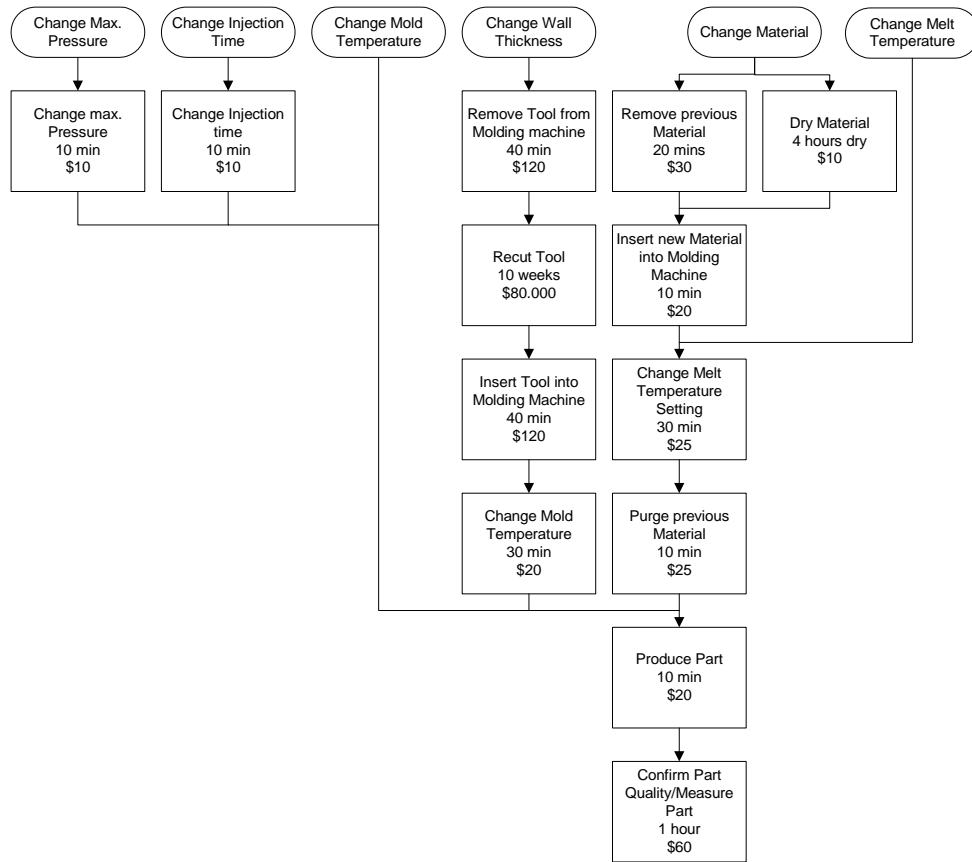 Change Max.
Pressure
Change Injection
Time
Change Mold
Temperature
Change Wall
Thickness
Change Material
Change Melt
Temperature
Change max.
Pressure
10 min
$10
Change Injection
time
10 min
$10
Remove Tool from
Molding machine
40 min
$120
Remove previous
Material
20 mins
$30
Dry Material
4 hours dry
$10
Recut Tool
10 weeks
$80.000
Insert new Material
into Molding
Machine
10 min
$20
Insert Tool into
Molding Machine
40 min
$120
Change Melt
Temperature
Setting
30 min
$25
Change Mold
Temperature
30 min
$20
Purge previous
Material
10 min
$25
Produce Part
10 min
$20
Confirm Part
Quality/Measure
Part
1 hour
$60